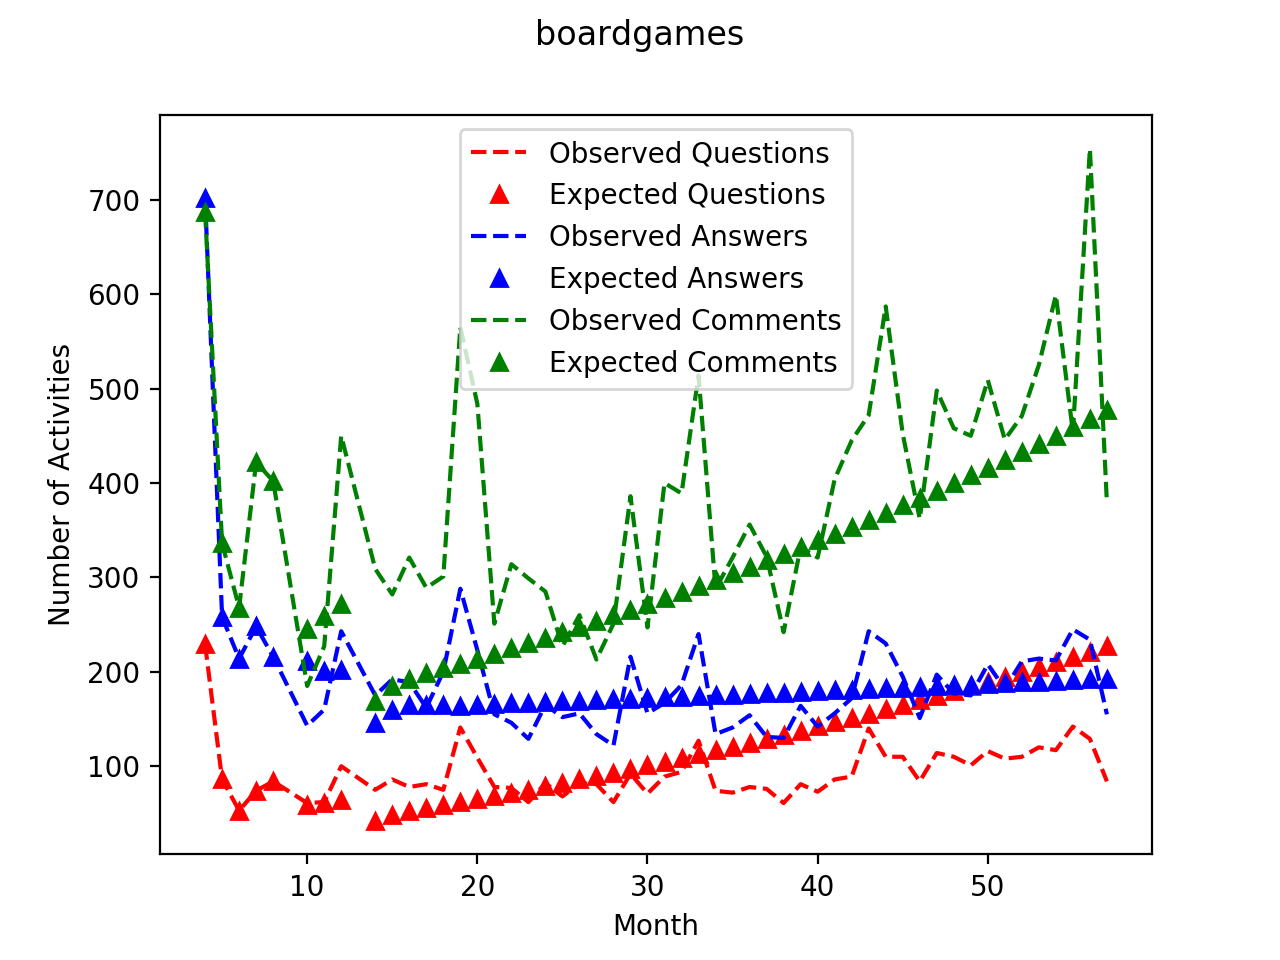 boardgames
Observed Questions
Expected Questions
Observed Answers
Expected Answers
Observed Comments
Expected Comments
Number of Activities
700
600
500
400
300
200
100
10 20 30 40 50
Month